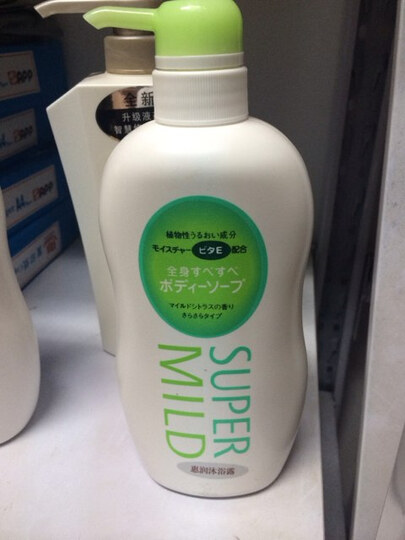 全新
升级液
植物性うるおい成分
モイスチャー ビタE 配合
全身すべすべ
ボディーソープ
マイルドシトラスの香り
さらさらタイプ
SUPER
MILD
惠润沐浴露